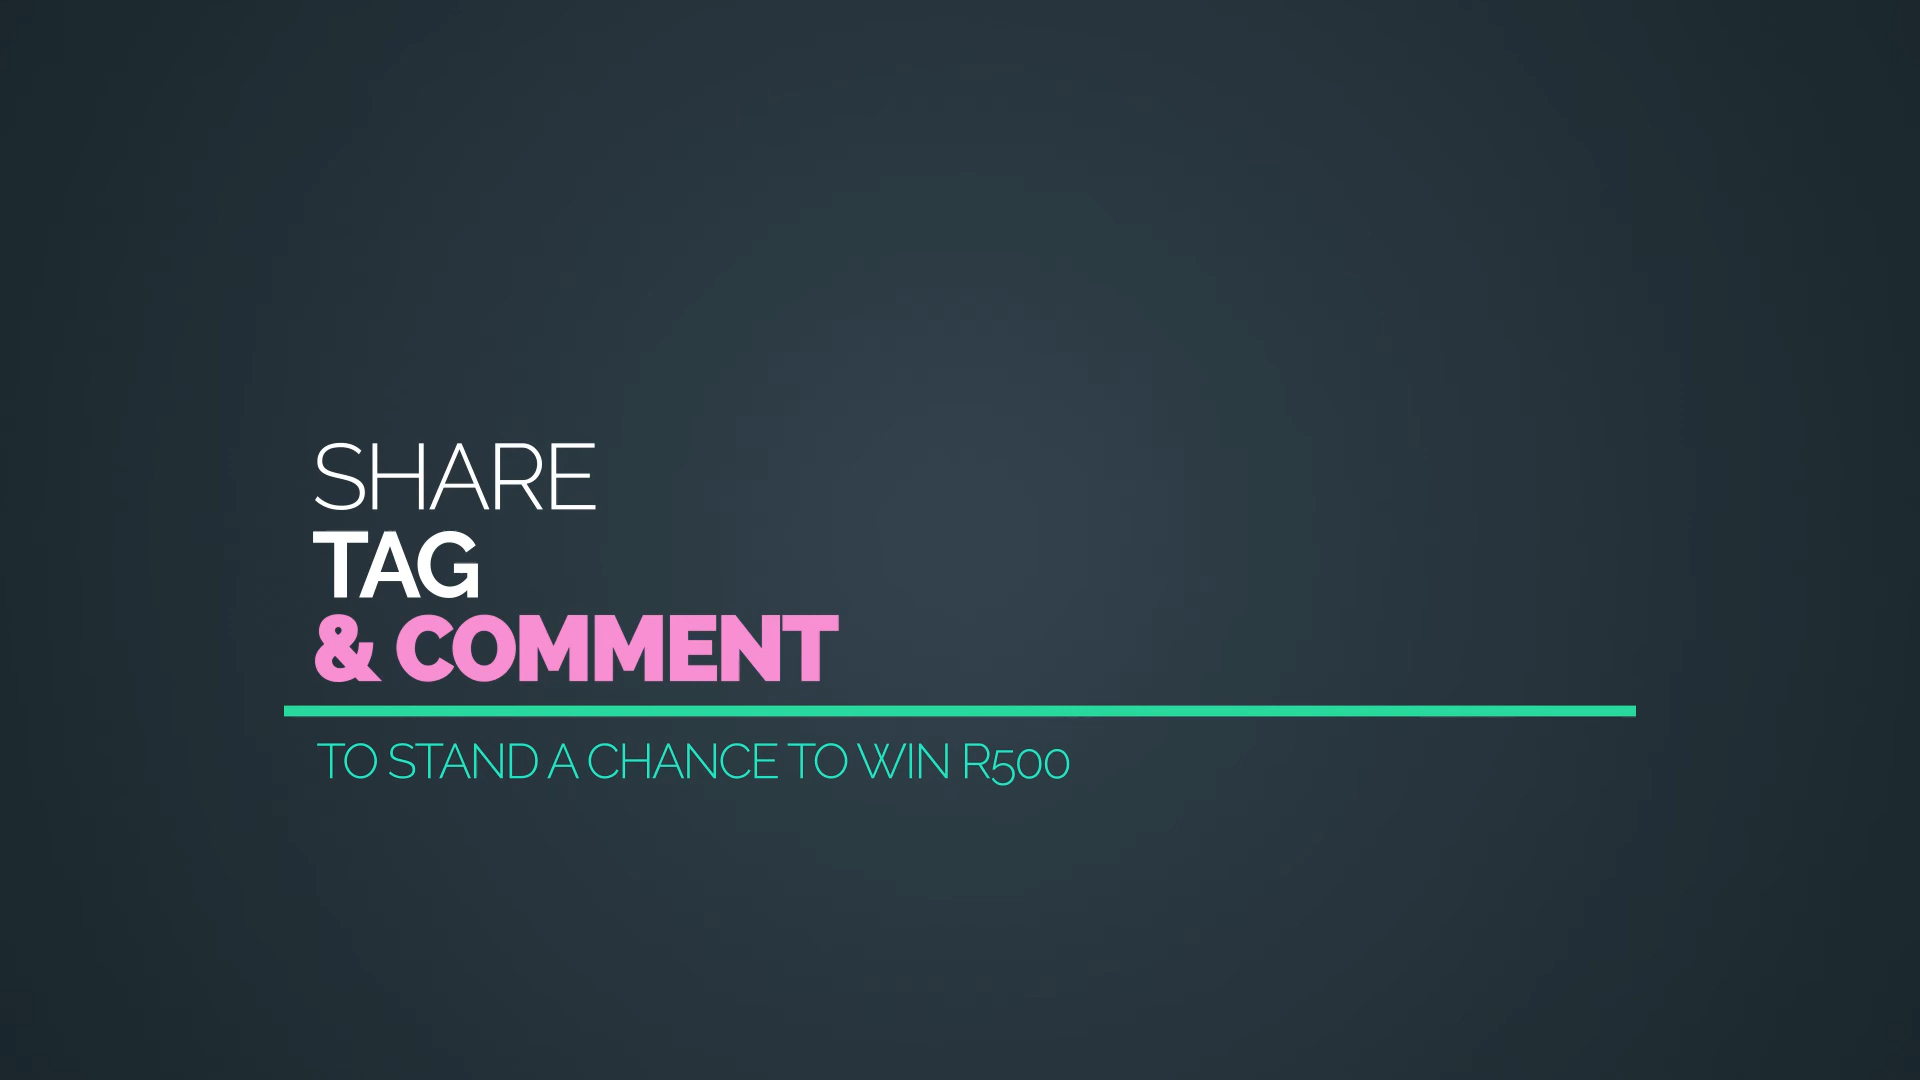 SHARE
TAG
& COMMENT
TO STAND A CHANCE TO WIN R500